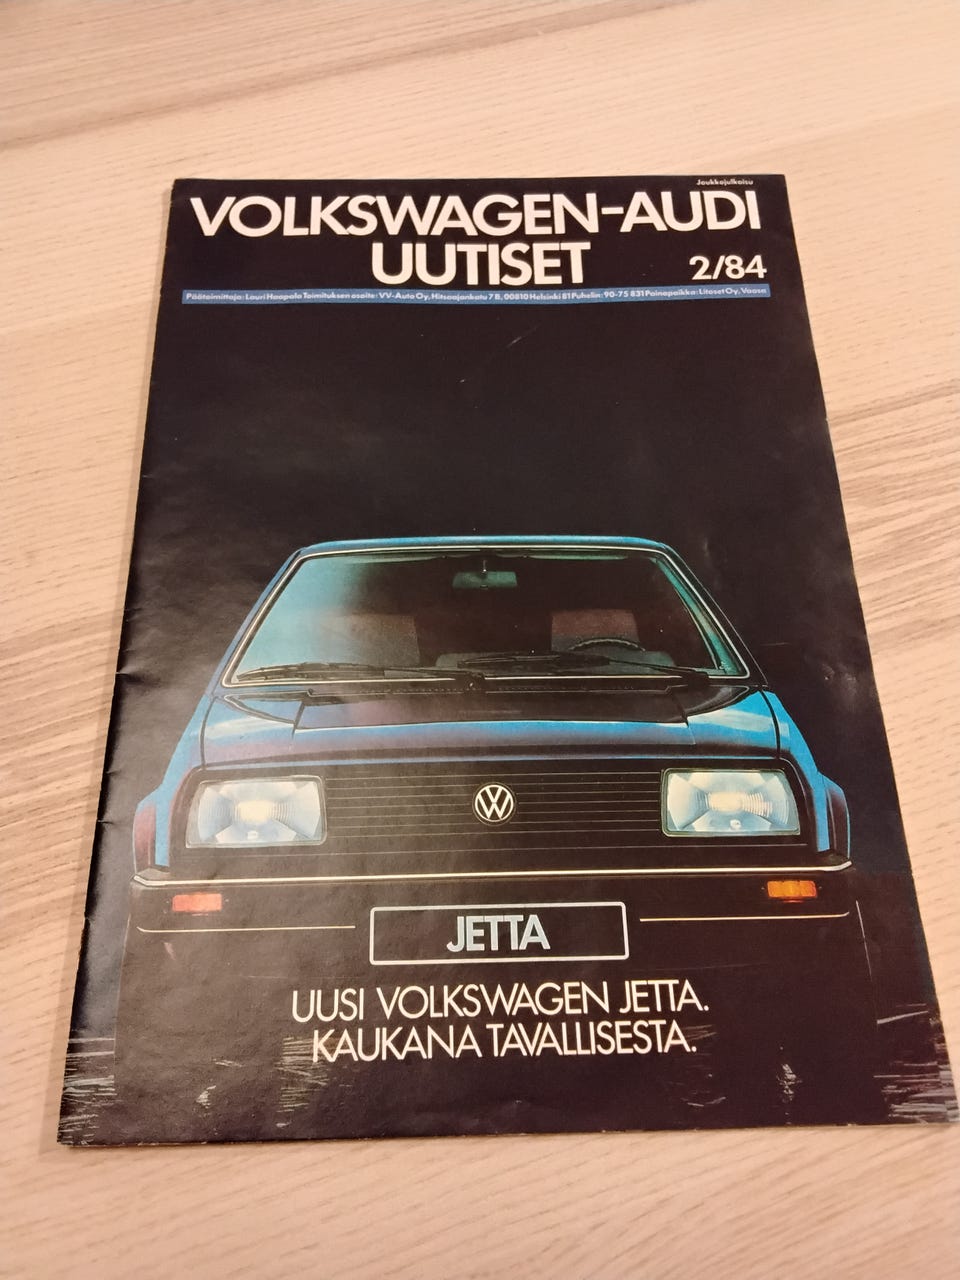 Joukkojulkaisu
VOLKSWAGEN-AUDI
UUTISET
2/84
Päätoimittaja: Lauri Haapala Toimituksen osoite: VV-Auto Oy, Hitsaajankatu 7 B, 00810 Helsinki 81 Puhelin: 90-75 831 Painopaikka: Litoset Oy, Vaasa
VW
JETTA
UUSI VOLKSWAGEN JETTA.
KAUKANA TAVALLISESTA.